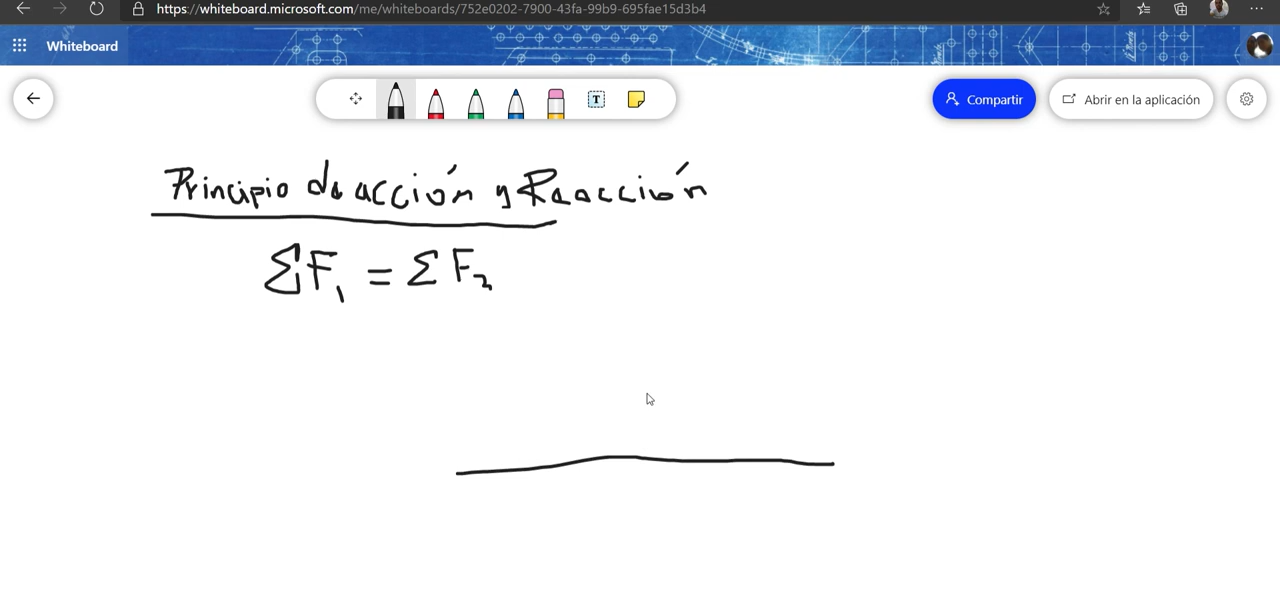 https://whiteboard.microsoft.com/me/whiteboards/752e0202-7900-43fa-99b9-695fae15d3b4
Whiteboard
T
Compartir
Abrir en la aplicación
Principio de acción y Reacción
ΣF₁ = ΣF₂